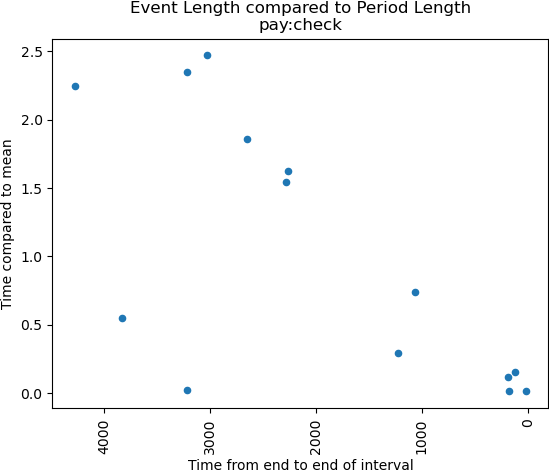 Event Length compared to Period Length
pay:check
Time compared to mean
2.5
2.0
1.5
1.0
0.5
0.0
4000
3000
2000
1000
0
Time from end to end of interval